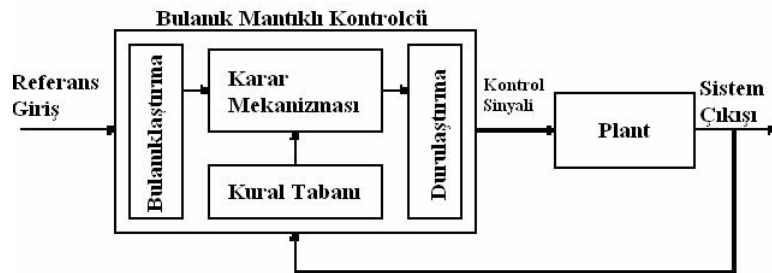 Bulanık Mantıklı Kontrolcü
Referans
Giriş
Bulanıklaştırma
Karar
Mekanizması
Kural Tabanı
Durulaştırma
Kontrol
Sinyali
Plant
Sistem
Çıkışı